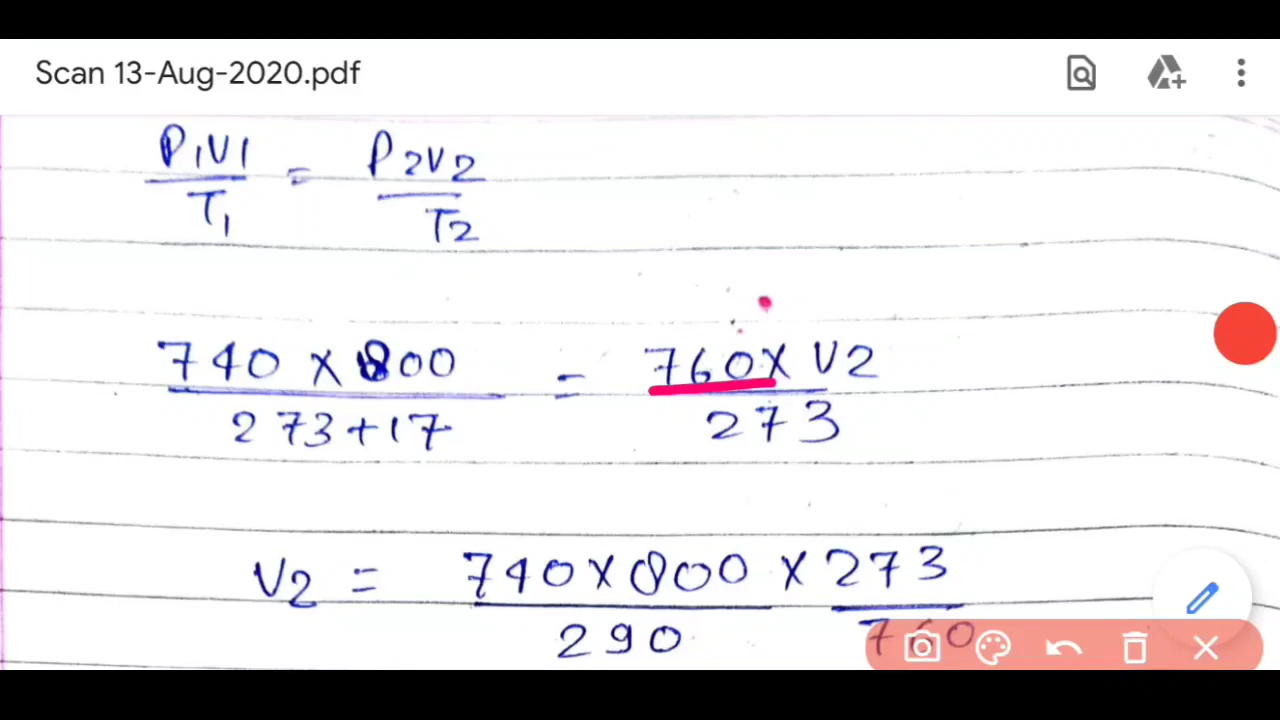 Scan 13-Aug-2020.pdf
P1V1 / T1 = P2V2 / T2
740 x 800 / 273+17 = 760 x V2 / 273
V2 = 740 x 800 / 290 x 273 / 760